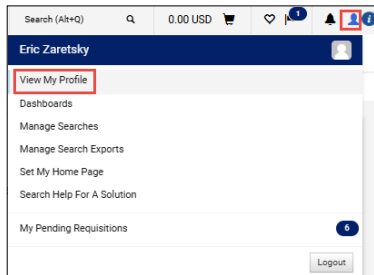 Search (Alt+Q) 0.00 USD 1
Eric Zaretsky
View My Profile
Dashboards
Manage Searches
Manage Search Exports
Set My Home Page
Search Help For A Solution
My Pending Requisitions 6
Logout